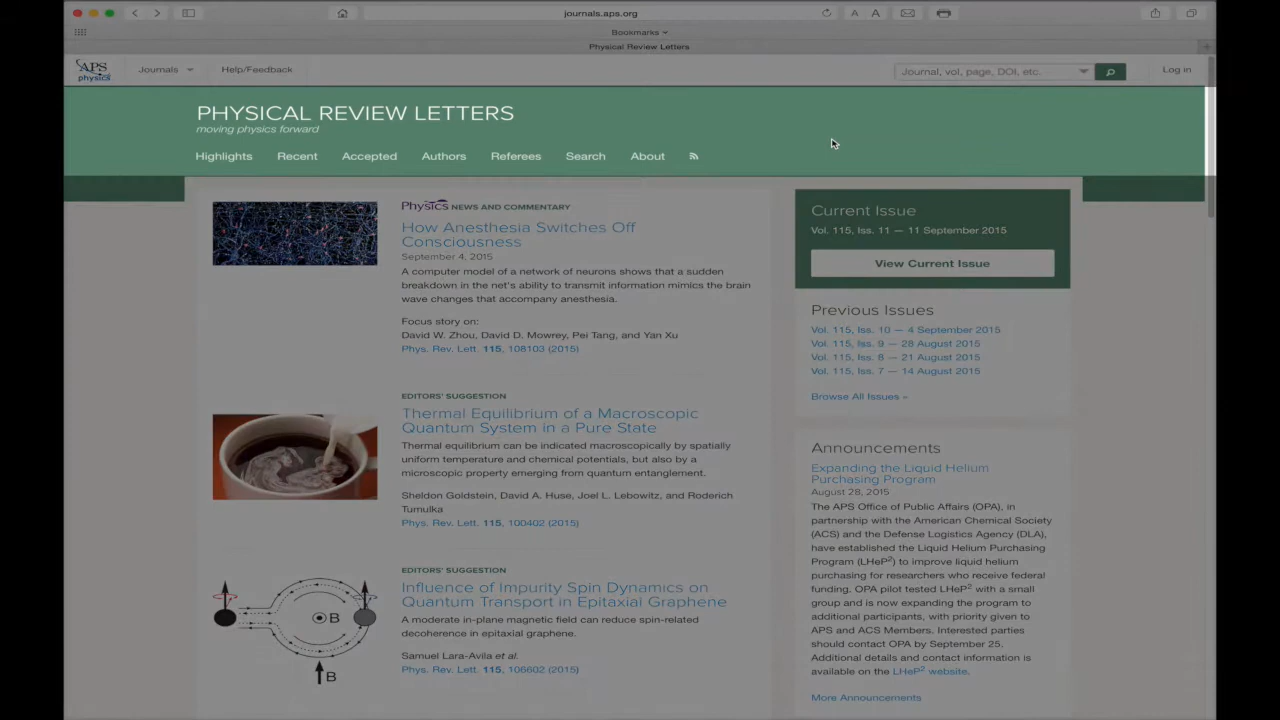 journals.aps.org
A A
Bookmarks
Physical Review Letters
APS
physics
Journals
Help/Feedback
Journal, vol, page, DOI, etc.
Log in
PHYSICAL REVIEW LETTERS
moving physics forward
Highlights Recent Accepted Authors Referees Search About
Physics NEWS AND COMMENTARY
How Anesthesia Switches Off
Consciousness
September 4, 2015
A computer model of a network of neurons shows that a sudden
breakdown in the net's ability to transmit information mimics the brain
wave changes that accompany anesthesia.
Focus story on:
David W. Zhou, David D. Mowrey, Pei Tang, and Yan Xu
Phys. Rev. Lett. 115, 108103 (2015)
EDITORS' SUGGESTION
Thermal Equilibrium of a Macroscopic
Quantum System in a Pure State
Thermal equilibrium can be indicated macroscopically by spatially
uniform temperature and chemical potentials, but also by a
microscopic property emerging from quantum entanglement.
Sheldon Goldstein, David A. Huse, Joel L. Lebowitz, and Roderich
Tumulka
Phys. Rev. Lett. 115, 100402 (2015)
EDITORS' SUGGESTION
Influence of Impurity Spin Dynamics on
Quantum Transport in Epitaxial Graphene
A moderate in-plane magnetic field can reduce spin-related
decoherence in epitaxial graphene.
Samuel Lara-Avila et al.
Phys. Rev. Lett. 115, 106602 (2015)
B
B
Current Issue
Vol. 115, Iss. 11 — 11 September 2015
View Current Issue
Previous Issues
Vol. 115, Iss. 10 — 4 September 2015
Vol. 115, Iss. 9 — 28 August 2015
Vol. 115, Iss. 8 — 21 August 2015
Vol. 115, Iss. 7 — 14 August 2015
Browse All Issues »
Announcements
Expanding the Liquid Helium
Purchasing Program
August 28, 2015
The APS Office of Public Affairs (OPA), in
partnership with the American Chemical Society
(ACS) and the Defense Logistics Agency (DLA),
have established the Liquid Helium Purchasing
Program (LHeP²) to improve liquid helium
purchasing for researchers who receive federal
funding. OPA pilot tested LHeP² with a small
group and is now expanding the program to
additional participants, with priority given to
APS and ACS Members. Interested parties
should contact OPA by September 25.
Additional details and contact information is
available on the LHeP² website.
More Announcements